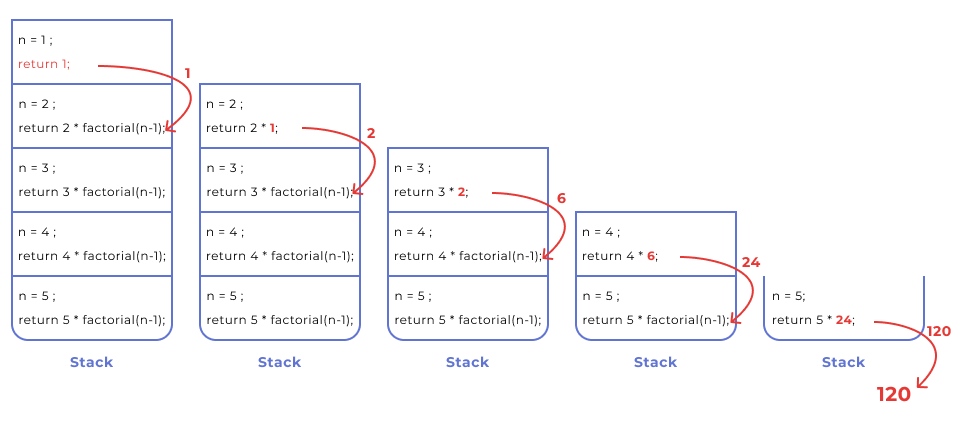 n = 1 ;
return 1;
1
n = 2 ;
return 2 * factorial(n-1);
n = 3 ;
return 3 * factorial(n-1);
n = 4 ;
return 4 * factorial(n-1);
n = 5 ;
return 5 * factorial(n-1);
Stack
n = 2 ;
return 2 * 1;
2
n = 3 ;
return 3 * factorial(n-1);
n = 4 ;
return 4 * factorial(n-1);
n = 5 ;
return 5 * factorial(n-1);
Stack
n = 3 ;
return 3 * 2;
6
n = 4 ;
return 4 * factorial(n-1);
n = 5 ;
return 5 * factorial(n-1);
Stack
n = 4 ;
return 4 * 6;
24
n = 5 ;
return 5 * factorial(n-1);
Stack
n = 5;
return 5 * 24;
120
Stack
120